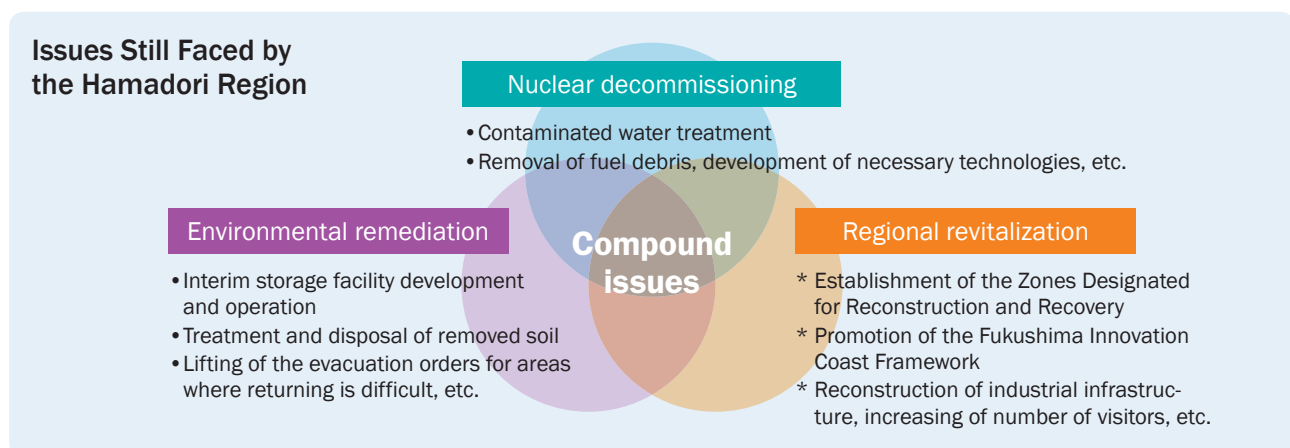 Issues Still Faced by
the Hamadori Region
Nuclear decommissioning
•Contaminated water treatment
•Removal of fuel debris, development of necessary technologies, etc.
Environmental remediation
•Interim storage facility development
and operation
•Treatment and disposal of removed soil
•Lifting of the evacuation orders for areas
where returning is difficult, etc.
Compound
issues
Regional revitalization
* Establishment of the Zones Designated
for Reconstruction and Recovery
* Promotion of the Fukushima Innovation
Coast Framework
* Reconstruction of industrial infrastruc-
ture, increasing of number of visitors, etc.